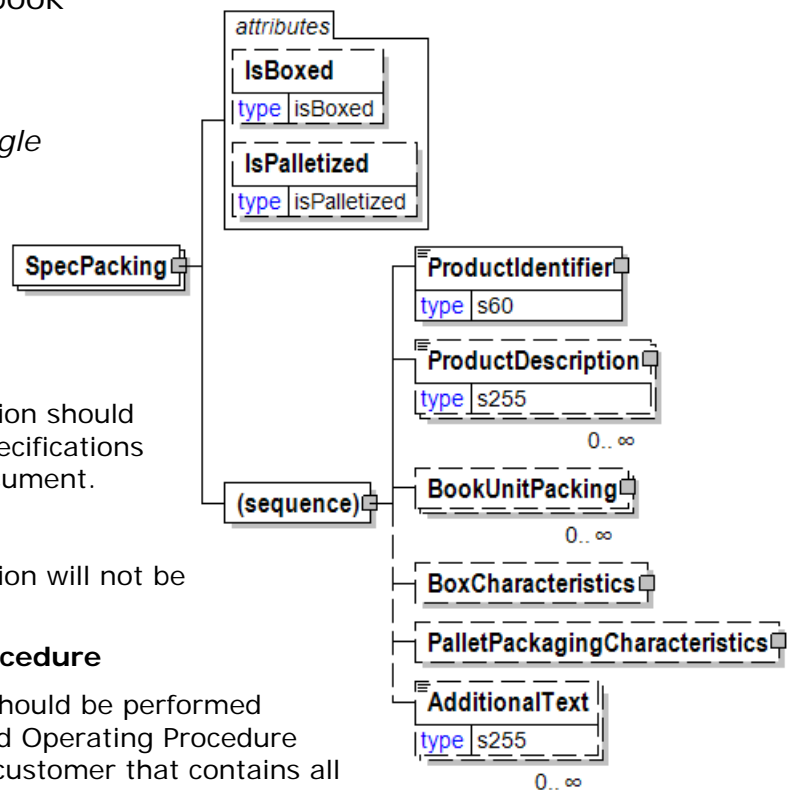 attributes
IsBoxed
type isBoxed
gle
IsPalletized
type isPalletized
SpecPacking
ProductIdentifier
type s60
ProductDescription
type s255
0.. ∞
ion should
ecifications
ument.
(sequence)
BookUnitPacking
0.. ∞
ion will not be
BoxCharacteristics
cedure
PalletPackagingCharacteristics
hould be performed
d Operating Procedure
customer that contains all
AdditionalText
type s255
0.. ∞